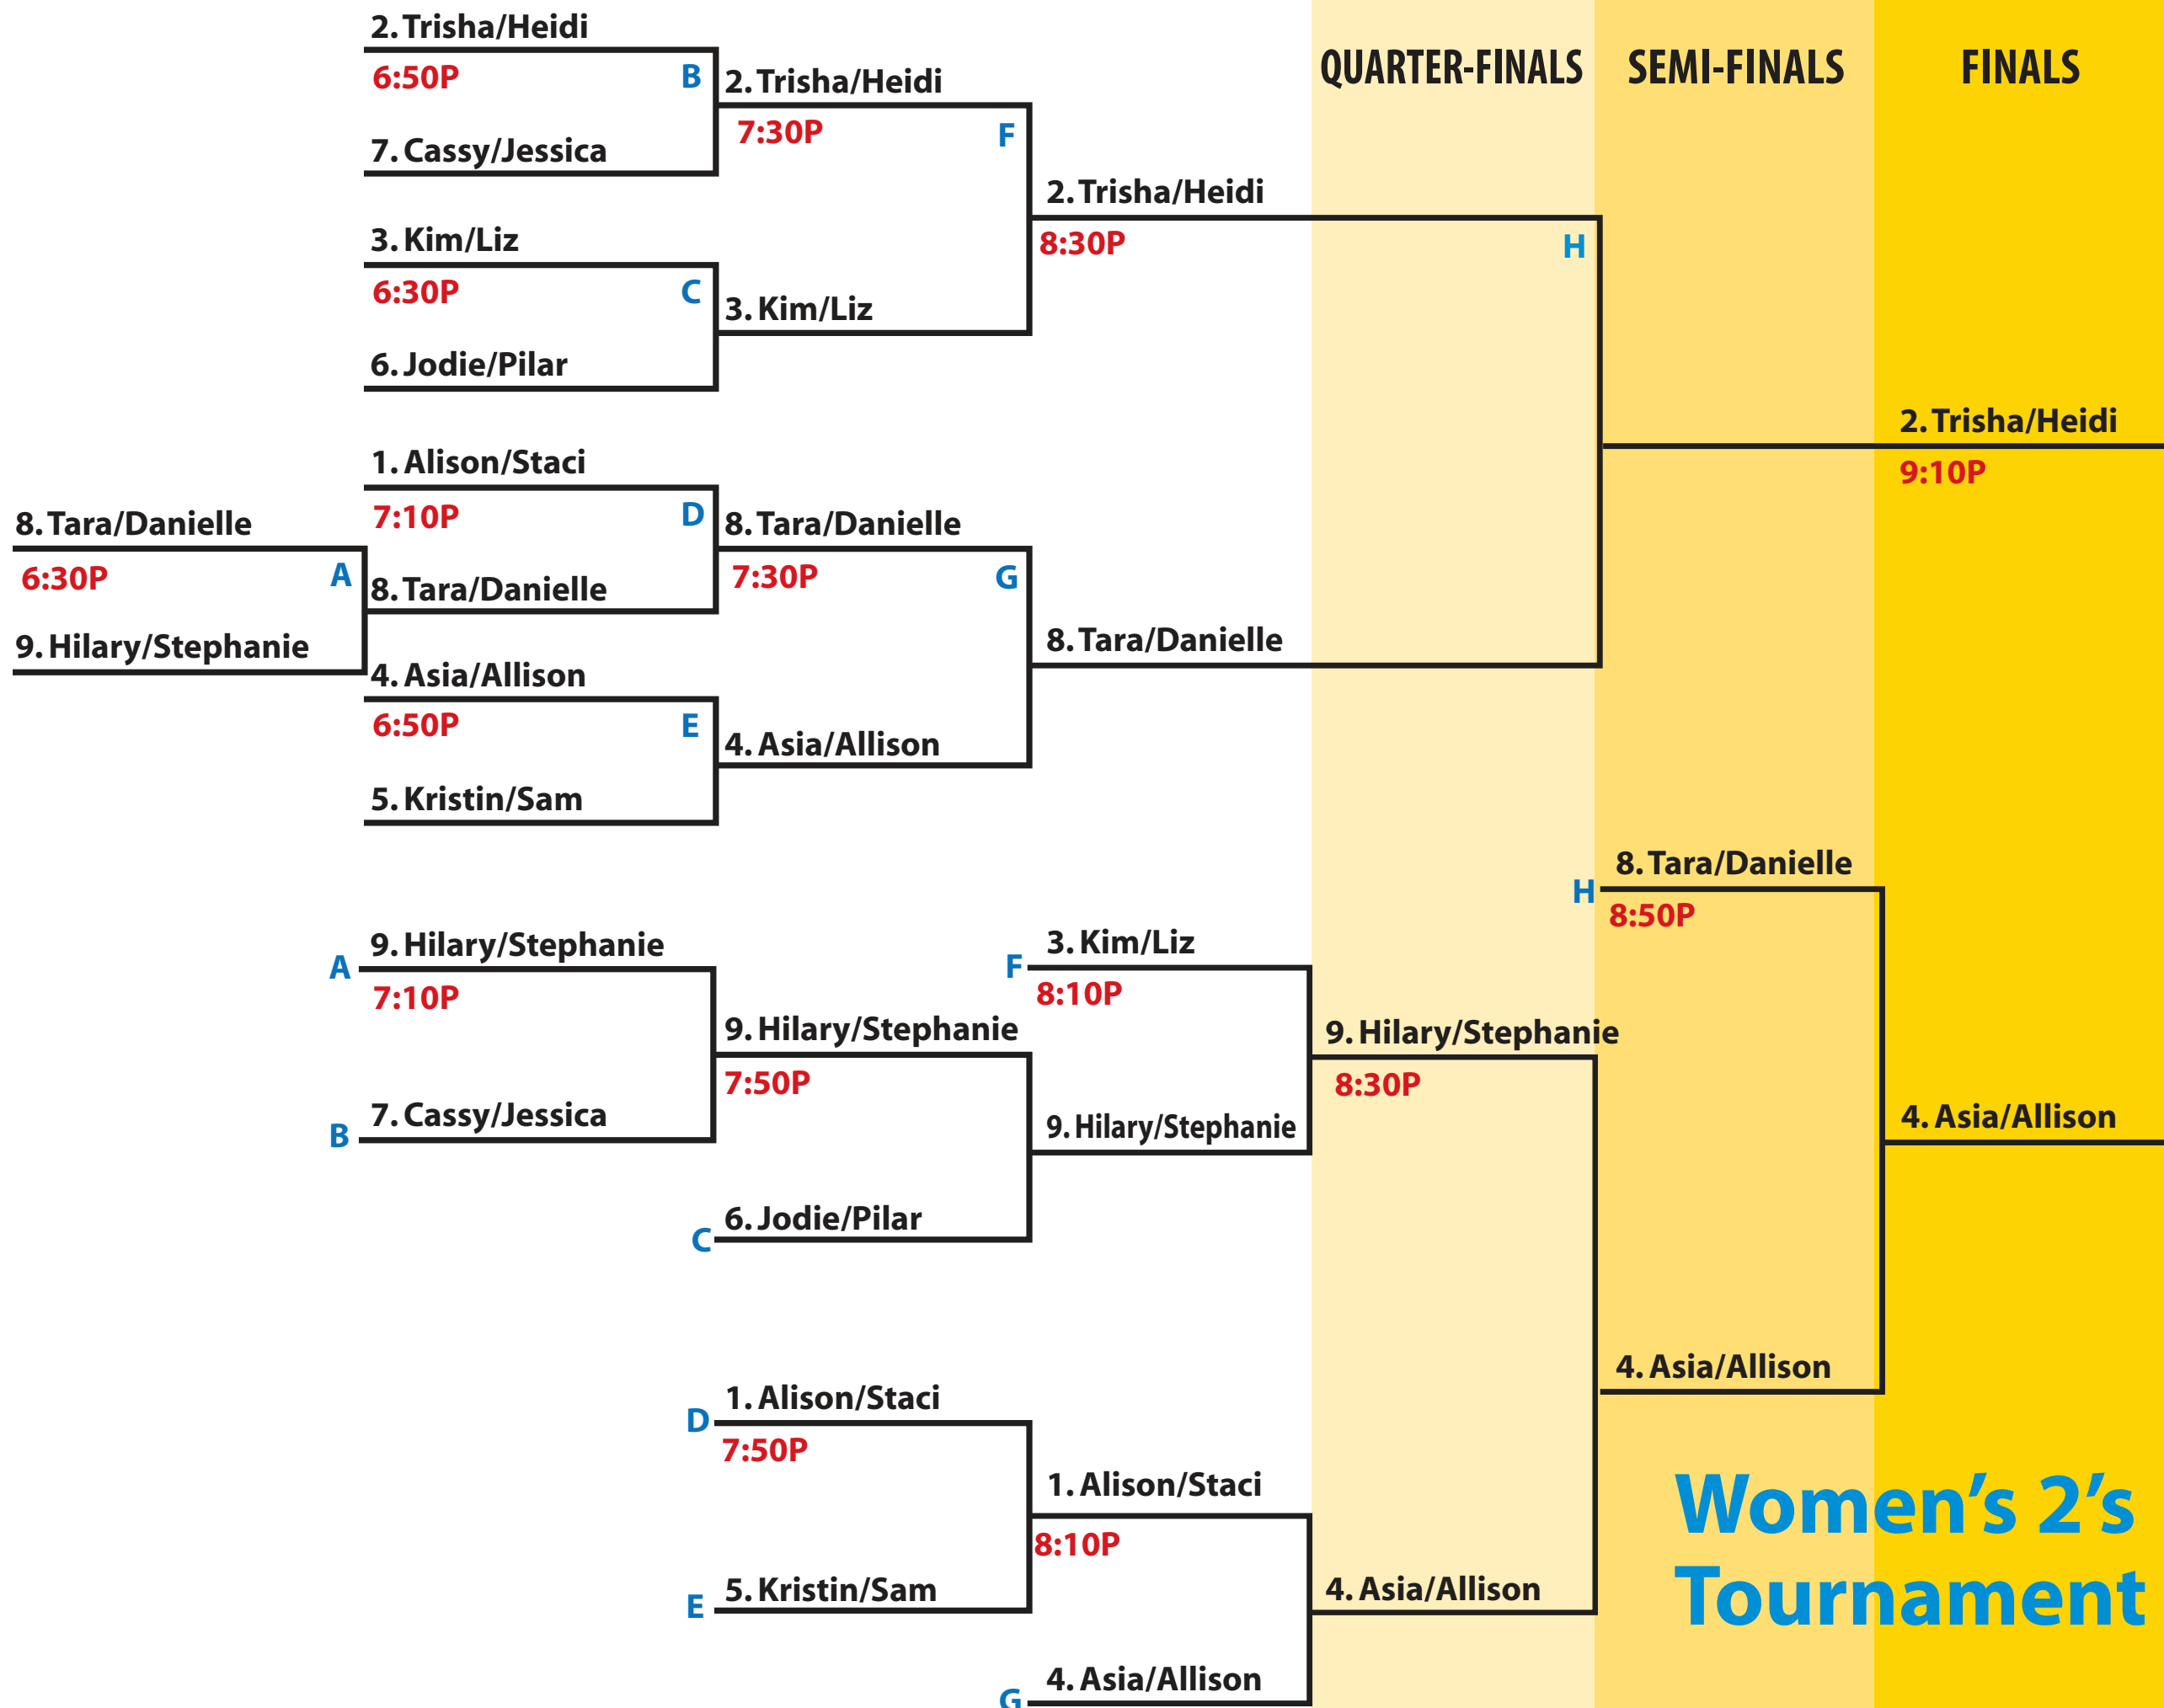 2. Trisha/Heidi
6:50P
B
7. Cassy/Jessica
2. Trisha/Heidi
7:30P
F
3. Kim/Liz
6:30P
C
6. Jodie/Pilar
3. Kim/Liz
2. Trisha/Heidi
8:30P
H
QUARTER-FINALS
SEMI-FINALS
FINALS
1. Alison/Staci
7:10P
D
8. Tara/Danielle
6:30P
A
9. Hilary/Stephanie
8. Tara/Danielle
8. Tara/Danielle
7:30P
G
4. Asia/Allison
6:50P
E
5. Kristin/Sam
4. Asia/Allison
8. Tara/Danielle
2. Trisha/Heidi
9:10P
A
9. Hilary/Stephanie
7:10P
B
7. Cassy/Jessica
9. Hilary/Stephanie
7:50P
C
6. Jodie/Pilar
F
3. Kim/Liz
8:10P
9. Hilary/Stephanie
9. Hilary/Stephanie
8:30P
H
8. Tara/Danielle
8:50P
4. Asia/Allison
4. Asia/Allison
D
1. Alison/Staci
7:50P
E
5. Kristin/Sam
1. Alison/Staci
8:10P
G
4. Asia/Allison
4. Asia/Allison
Women's 2's
Tournament